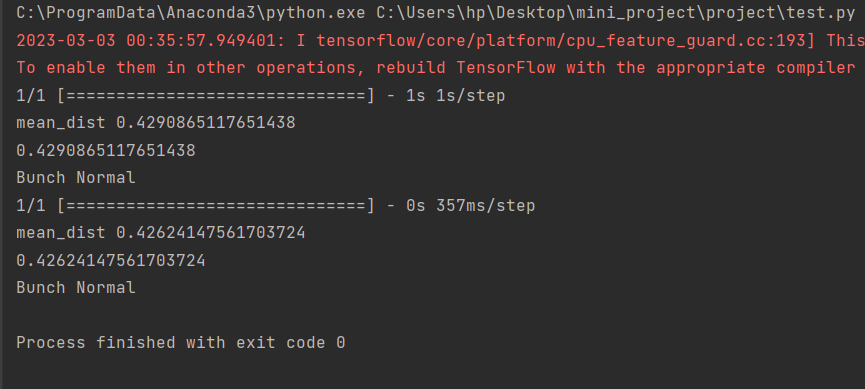 C:\ProgramData\Anaconda3\python.exe C:\Users\hp\Desktop\mini_project\project\test.py
2023-03-03 00:35:57.949401: I tensorflow/core/platform/cpu_feature_guard.cc:193] This
To enable them in other operations, rebuild TensorFlow with the appropriate compiler
1/1 [==============================] - 1s 1s/step
mean_dist 0.4290865117651438
0.4290865117651438
Bunch Normal
1/1 [==============================] - 0s 357ms/step
mean_dist 0.42624147561703724
0.42624147561703724
Bunch Normal
Process finished with exit code 0